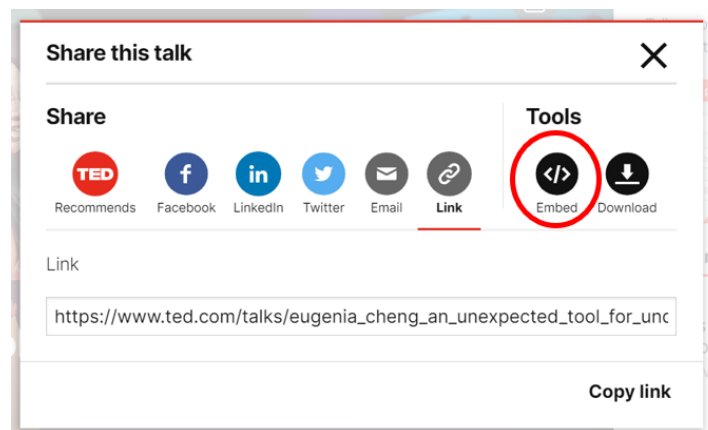 Share this talk
Share
Tools
TED
f
in
Recommends
Facebook
LinkedIn
Twitter
Email
Link
</>
Embed
Download
Link
https://www.ted.com/talks/eugenia_cheng_an_unexpected_tool_for_unc
Copy link